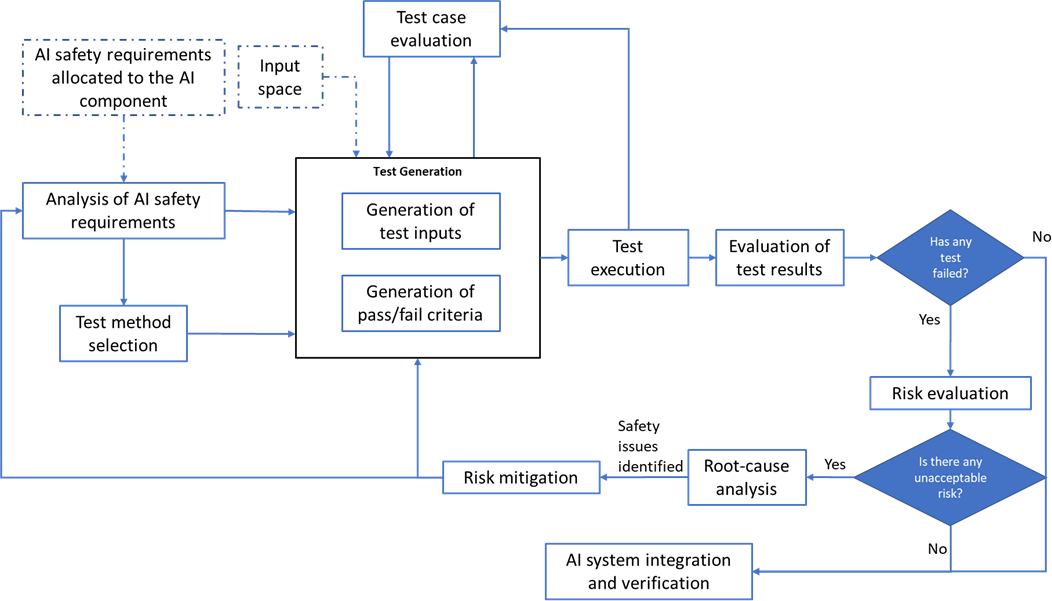 Test case
evaluation
AI safety requirements
allocated to the AI
component
Input
space
Test Generation
Analysis of AI safety
requirements
Generation of
test inputs
Test
execution
Evaluation of
test results
Has any
test
failed?
No
Generation of
pass/fail criteria
Test method
selection
Yes
Risk evaluation
Safety
issues
identified
Risk mitigation
Root-cause
analysis
Yes
Is there any
unacceptable
risk?
No
AI system integration
and verification